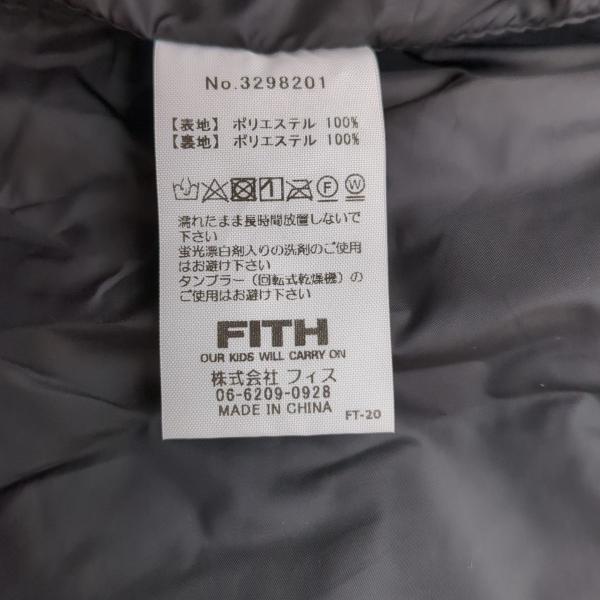 No.3298201
【表地】 ポリエステル 100%
【裏地】 ポリエステル 100%
F W
濡れたまま長時間放置しないで
下さい
蛍光漂白剤入りの洗剤のご使用
はお避け下さい
タンブラー（回転式乾燥機）の
ご使用はお避け下さい
FITH
OUR KIDS WILL CARRY ON
株式会社 フィス
06-6209-0928
MADE IN CHINA
FT-20